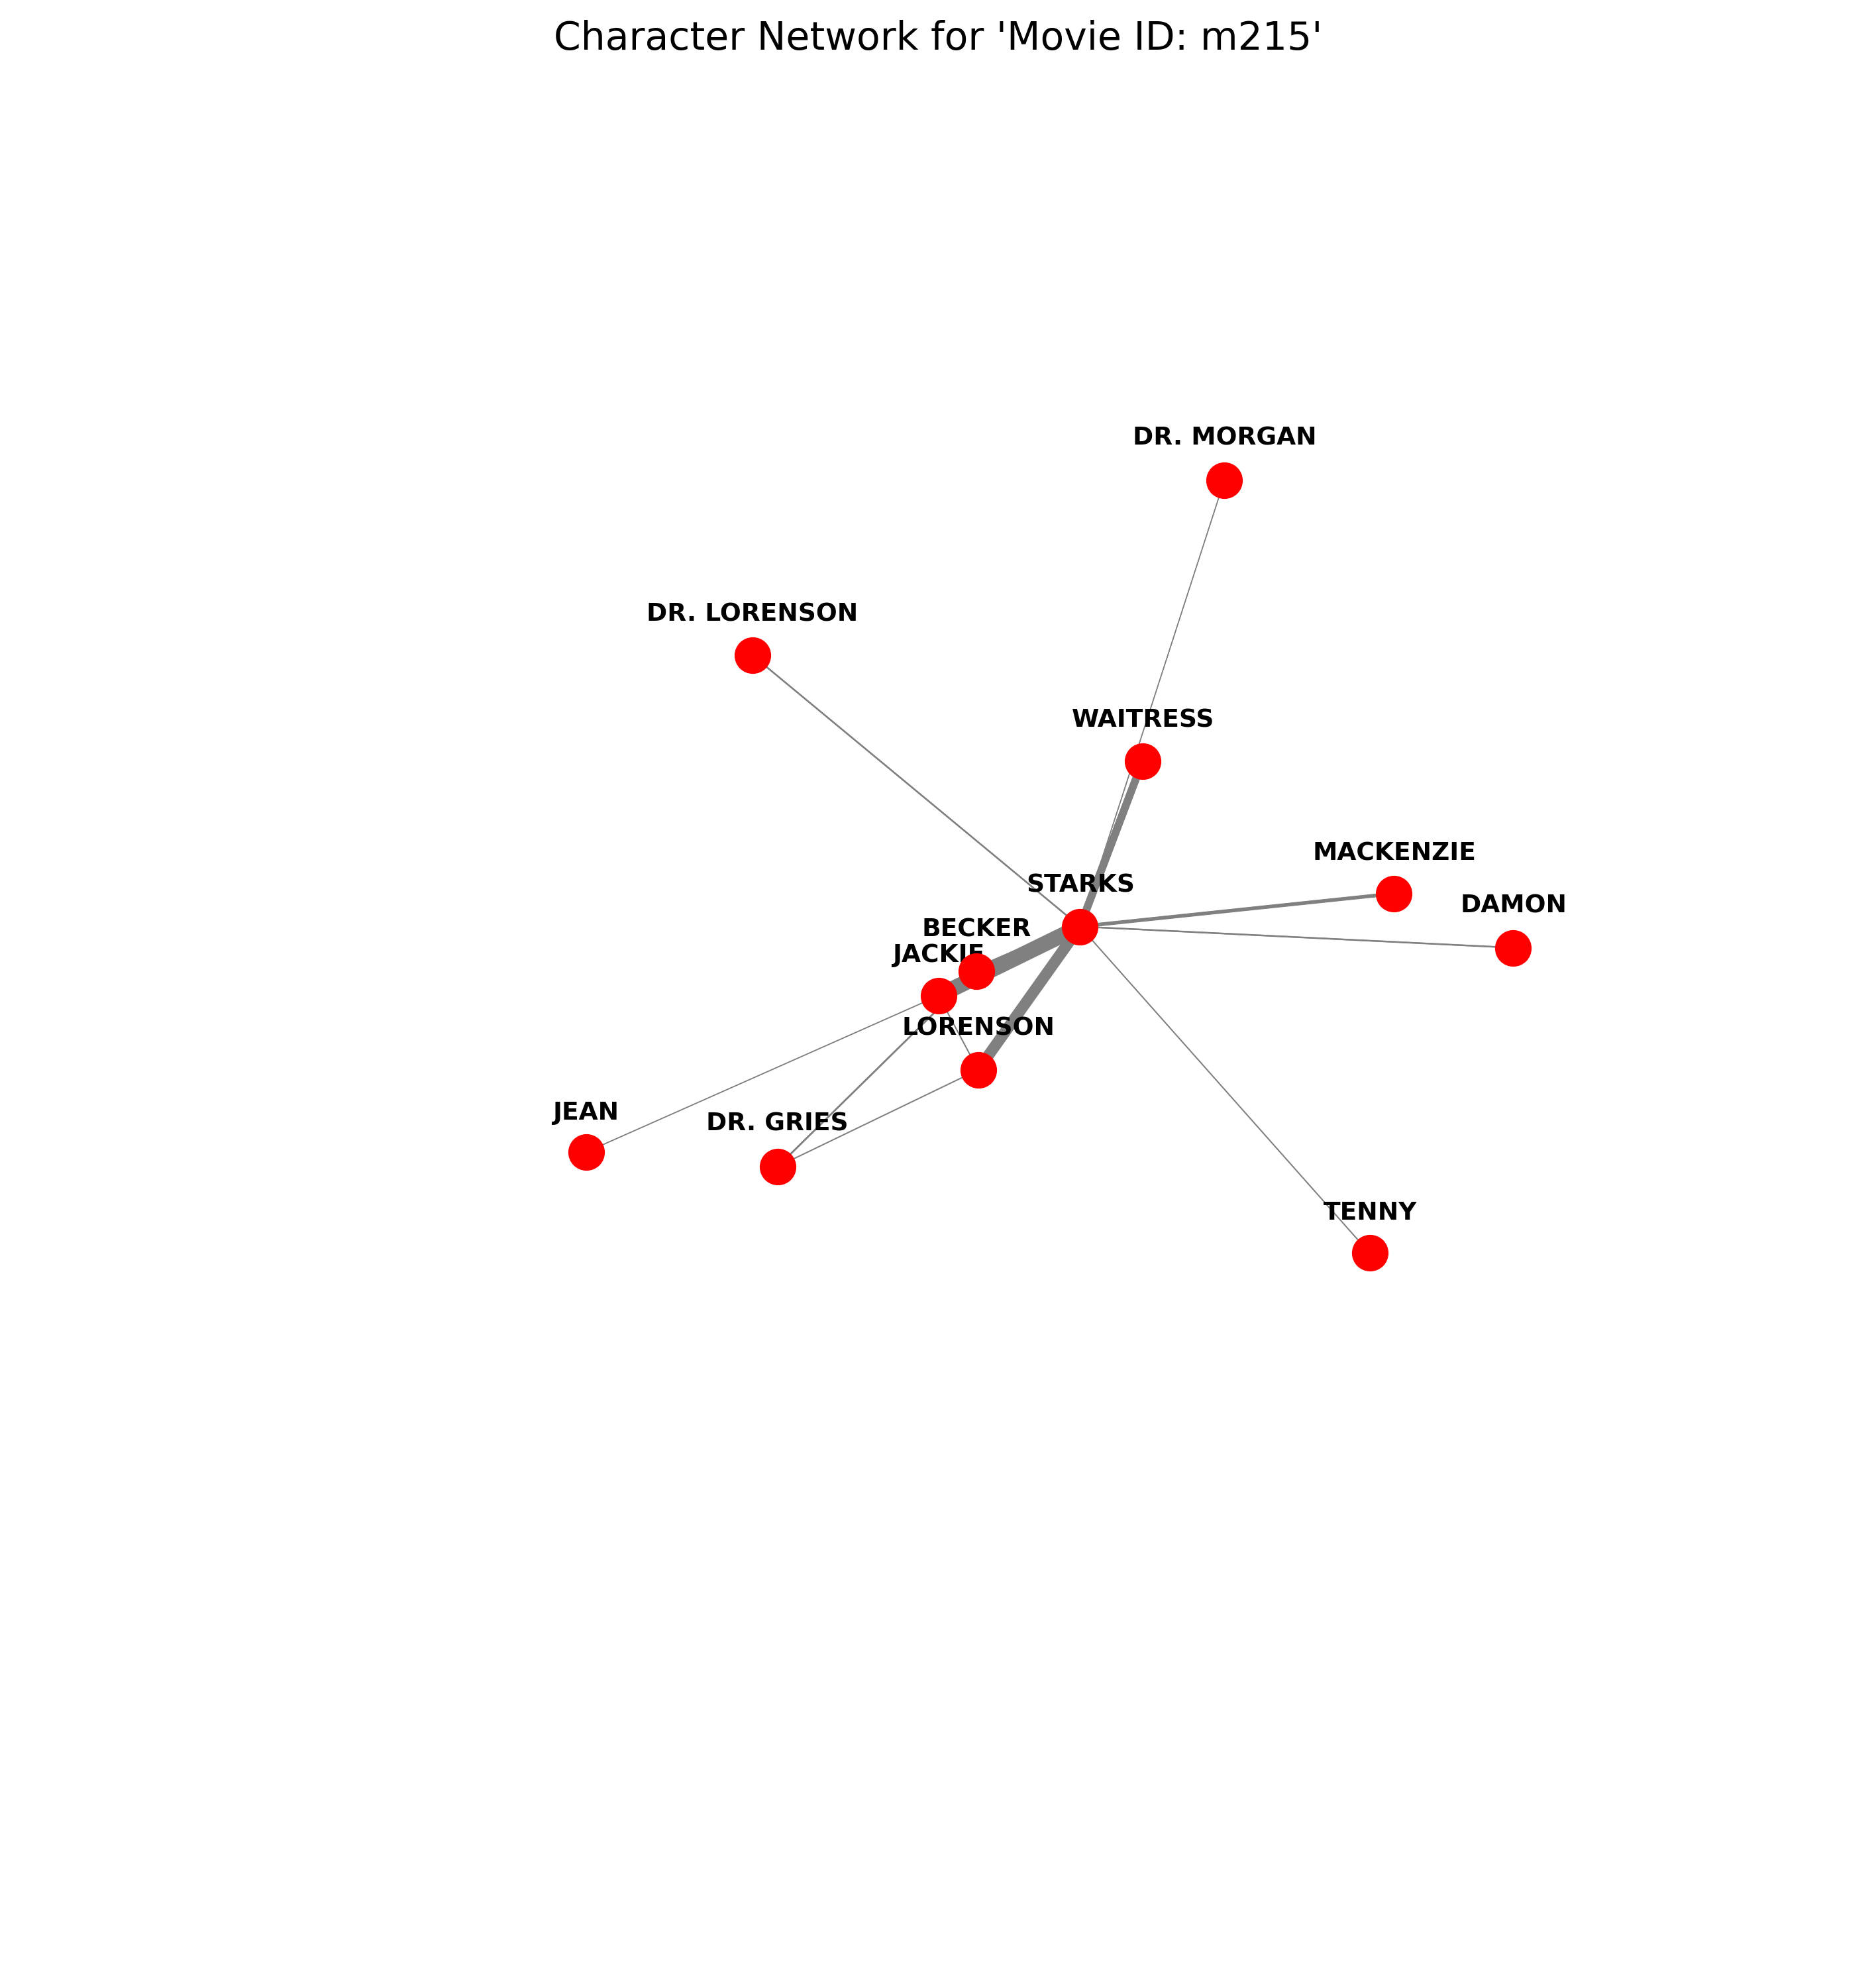 Character Network for 'Movie ID: m215'
DR. MORGAN
DR. LORENSON
WAITRESS
MACKENZIE
STARKS
DAMON
BECKER
JACKIE
LORENSON
JEAN
DR. GRIES
TENNY